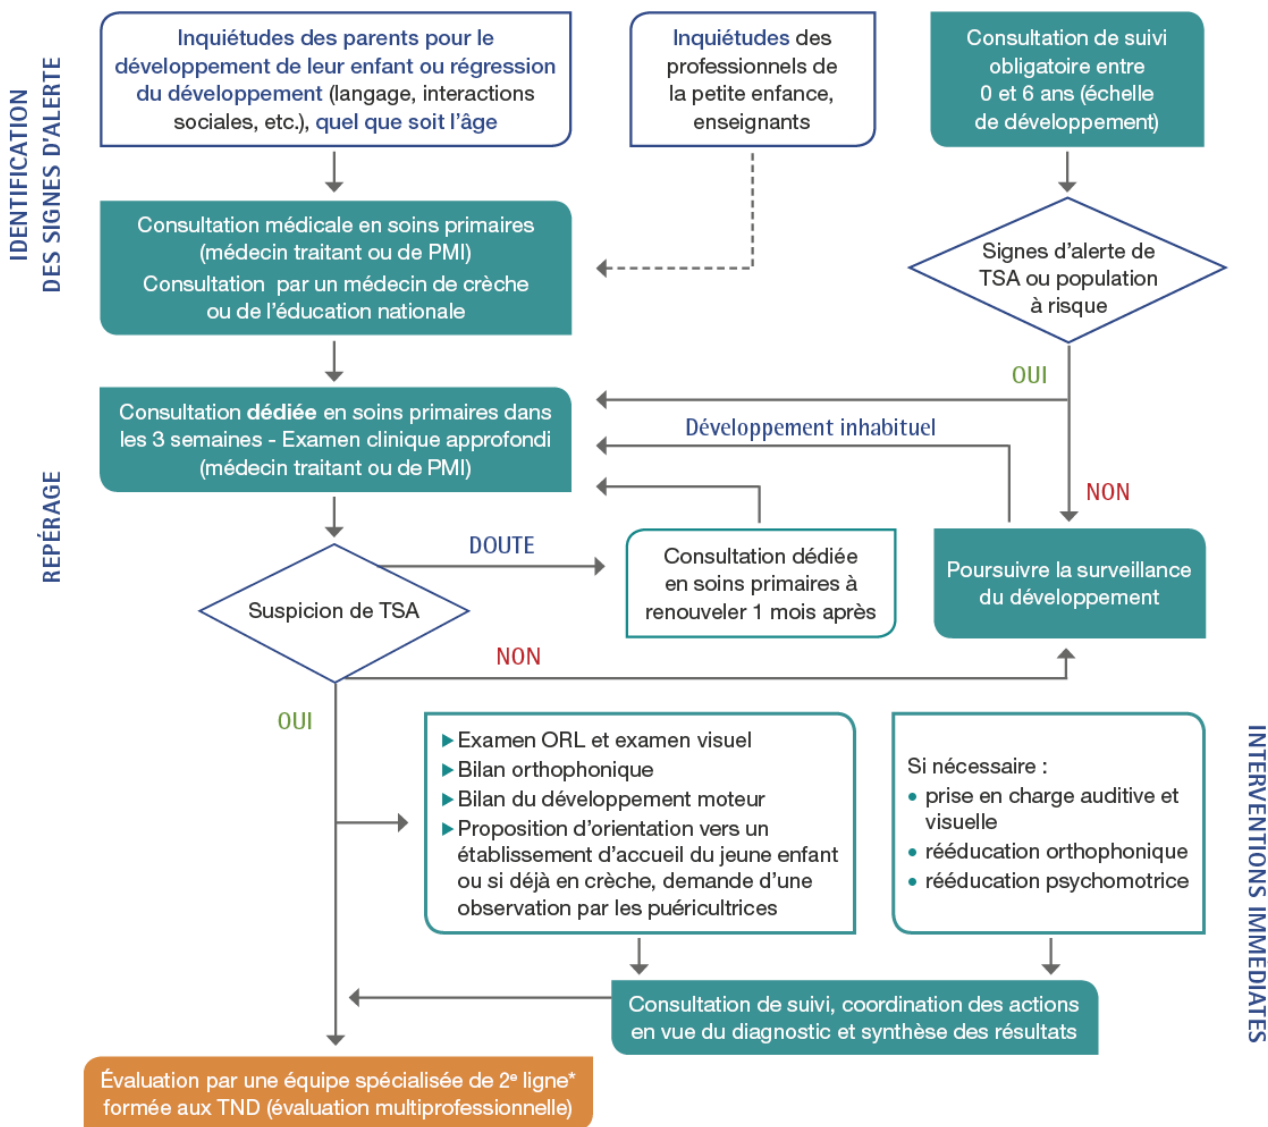 IDENTIFICATION
DES SIGNES D'ALERTE
Inquiétudes des parents pour le
développement de leur enfant ou régression
du développement (langage, interactions
sociales, etc.), quel que soit l'âge
Inquiétudes des
professionnels de
la petite enfance,
enseignants
Consultation de suivi
obligatoire entre
0 et 6 ans (échelle
de développement)
Consultation médicale en soins primaires
(médecin traitant ou de PMI)
Consultation par un médecin de crèche
ou de l'éducation nationale
Signes d'alerte de
TSA ou population
à risque
OUI
REPÉRAGE
Consultation dédiée en soins primaires dans
les 3 semaines - Examen clinique approfondi
(médecin traitant ou de PMI)
Développement inhabituel
NON
DOUTE
Consultation dédiée
en soins primaires à
renouveler 1 mois après
Poursuivre la surveillance
du développement
Suspicion de TSA
NON
OUI
INTERVENTIONS IMMÉDIATES
▶ Examen ORL et examen visuel
▶ Bilan orthophonique
▶ Bilan du développement moteur
▶ Proposition d'orientation vers un
établissement d'accueil du jeune enfant
ou si déjà en crèche, demande d'une
observation par les puéricultrices
Si nécessaire :
• prise en charge auditive et
visuelle
• rééducation orthophonique
• rééducation psychomotrice
Consultation de suivi, coordination des actions
en vue du diagnostic et synthèse des résultats
Évaluation par une équipe spécialisée de 2e ligne*
formée aux TND (évaluation multiprofessionnelle)